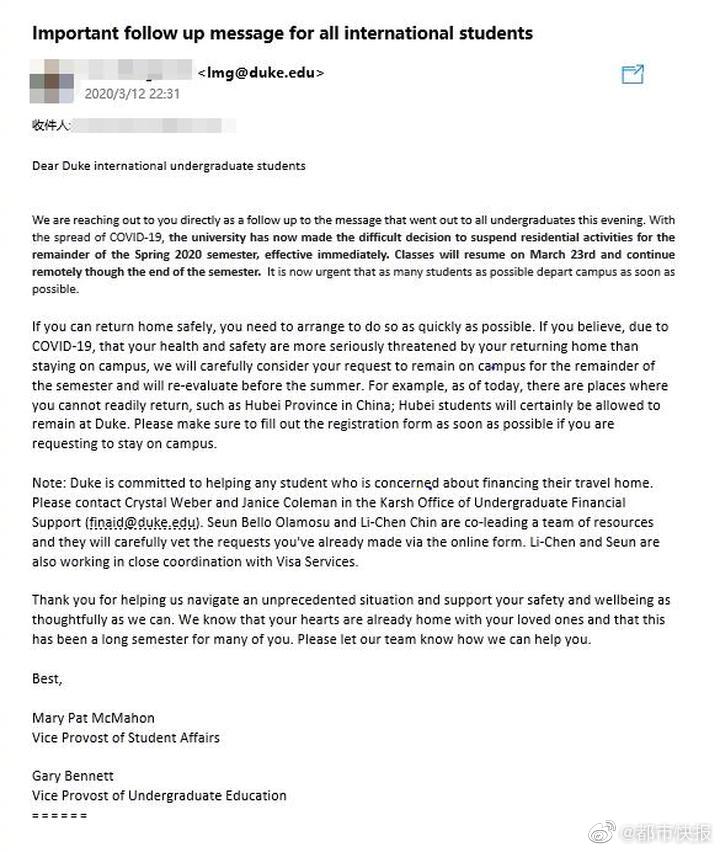 Important follow up message for all international students
<lmg@duke.edu>
2020/3/12 22:31
收件人:
Dear Duke international undergraduate students
We are reaching out to you directly as a follow up to the message that went out to all undergraduates this evening. With
the spread of COVID-19, the university has now made the difficult decision to suspend residential activities for the
remainder of the Spring 2020 semester, effective immediately. Classes will resume on March 23rd and continue
remotely though the end of the semester. It is now urgent that as many students as possible depart campus as soon as
possible.
If you can return home safely, you need to arrange to do so as quickly as possible. If you believe, due to
COVID-19, that your health and safety are more seriously threatened by your returning home than
staying on campus, we will carefully consider your request to remain on campus for the remainder of
the semester and will re-evaluate before the summer. For example, as of today, there are places where
you cannot readily return, such as Hubei Province in China; Hubei students will certainly be allowed to
remain at Duke. Please make sure to fill out the registration form as soon as possible if you are
requesting to stay on campus.
Note: Duke is committed to helping any student who is concerned about financing their travel home.
Please contact Crystal Weber and Janice Coleman in the Karsh Office of Undergraduate Financial
Support (finaid@duke.edu). Seun Bello Olamosu and Li-Chen Chin are co-leading a team of resources
and they will carefully vet the requests you've already made via the online form. Li-Chen and Seun are
also working in close coordination with Visa Services.
Thank you for helping us navigate an unprecedented situation and support your safety and wellbeing as
thoughtfully as we can. We know that your hearts are already home with your loved ones and that this
has been a long semester for many of you. Please let our team know how we can help you.
Best,
Mary Pat McMahon
Vice Provost of Student Affairs
Gary Bennett
Vice Provost of Undergraduate Education
======
@都市快报